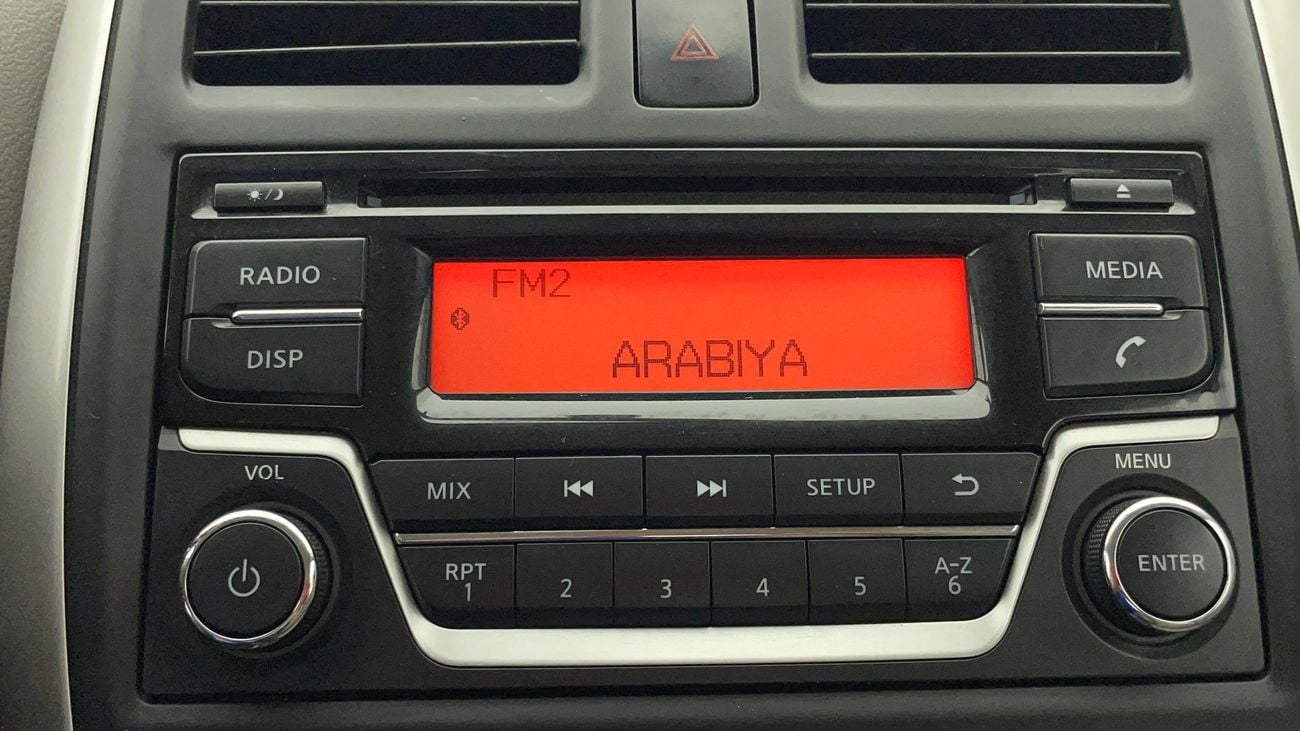 RADIO
DISP
FM2
ARABIYA
MEDIA
VOL
MENU
MIX
SETUP
ENTER
RPT
1
2
3
4
5
A-Z
6